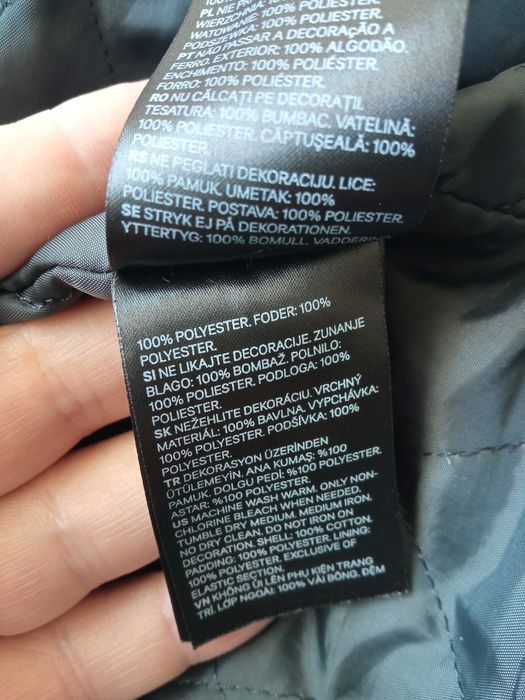 PL NIE PRASOWAĆ
WIERZCHNIA: 100%
WATOWANIE: 100% POLIESTER.
PODSZEWKA: 100% POLIESTER.
PT NÃO PASSAR A DECORAÇÃO A
FERRO. EXTERIOR: 100% ALGODÃO.
ENCHIMENTO: 100% POLIÉSTER.
FORRO: 100% POLIÉSTER.
RO NU CĂLCAȚI PE DECORAȚII.
TESATURA: 100% BUMBAC. VATELINĂ:
100% POLIESTER. CĂPTUȘEALĂ: 100%
POLIESTER.
RS NE PEGLATI DEKORACIJU. LICE:
100% PAMUK. UMETAK: 100%
POLIESTER. POSTAVA: 100% POLIESTER.
SE STRYK EJ PÅ DEKORATIONEN.
YTTERTYG: 100% BOMULL. VADDERING:
100% POLYESTER. FODER: 100%
POLYESTER.
SI NE LIKAJTE DECORACIJE. ZUNANJE
BLAGO: 100% BOMBAŽ. POLNILO:
100% POLIESTER. PODLOGA: 100%
POLIESTER.
SK NEŽEHLITE DEKORÁCIU. VRCHNÝ
MATERIÁL: 100% BAVLNA. VYPCHÁVKA:
100% POLYESTER. PODŠÍVKA: 100%
POLYESTER.
TR DEKORASYON ÜZERİNDEN
ÜTÜLEMEYİN. ANA KUMAŞ: %100
PAMUK. DOLGU PEDİ: %100 POLYESTER.
ASTAR: %100 POLYESTER.
US MACHINE WASH WARM. ONLY NON-
CHLORINE BLEACH WHEN NEEDED.
TUMBLE DRY MEDIUM. MEDIUM IRON.
NO DRY CLEAN. DO NOT IRON ON
DECORATION. SHELL: 100% COTTON.
PADDING: 100% POLYESTER. LINING:
100% POLYESTER. EXCLUSIVE OF
ELASTIC SECTION.
VN KHÔNG ỦI LÊN PHỤ KIỆN TRANG
TRÍ. LỚP NGOÀI: 100% VẢI BÔNG. ĐỆM